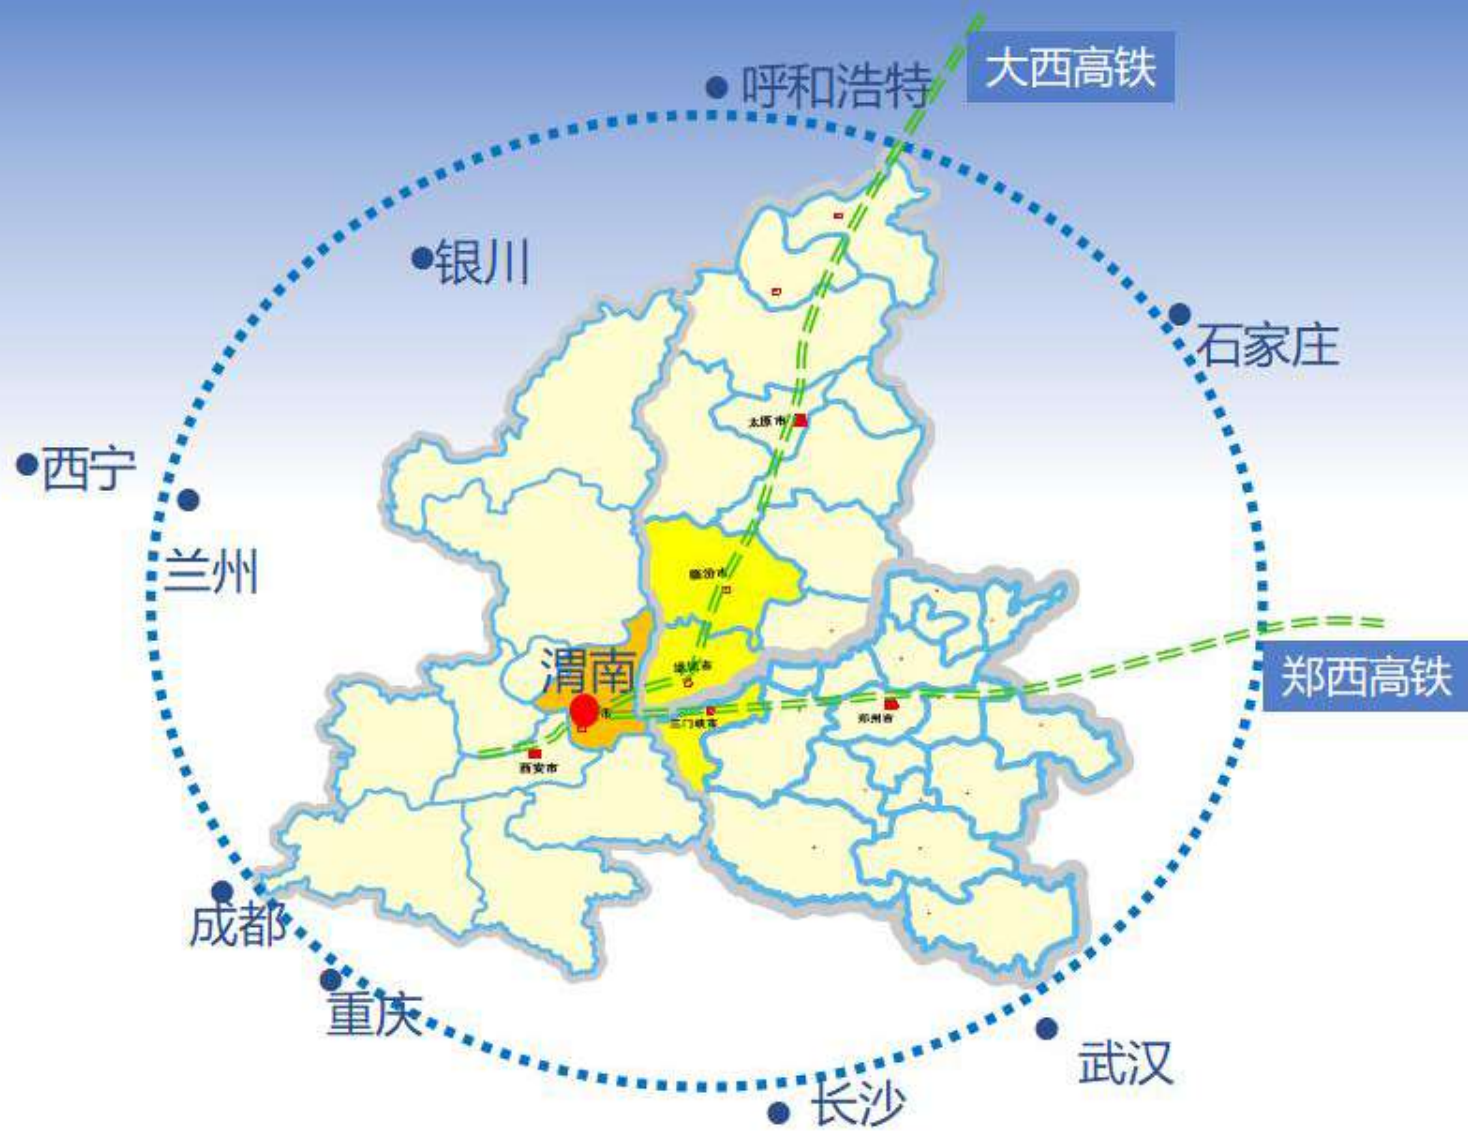 大西高铁
呼和浩特
银川
石家庄
太原市
西宁
兰州
临汾市
渭南
运城市
郑西高铁
市
三门峡市
郑州市
西安市
成都
重庆
武汉
长沙